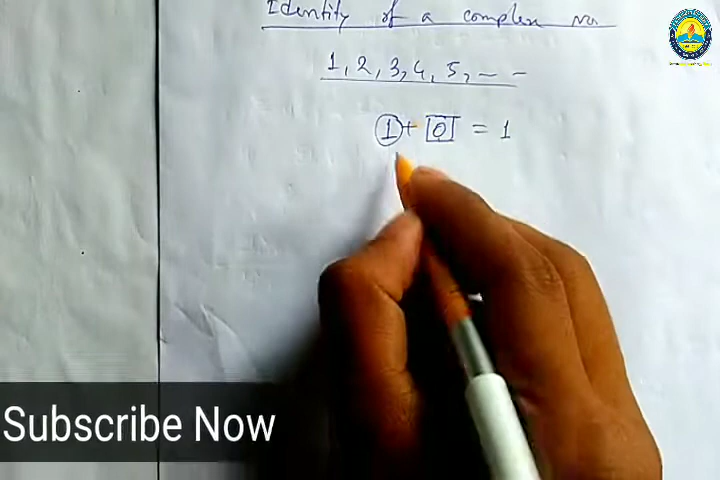 Identity of a complex No.
1, 2, 3, 4, 5, – –
1 + 0 = 1
Subscribe Now